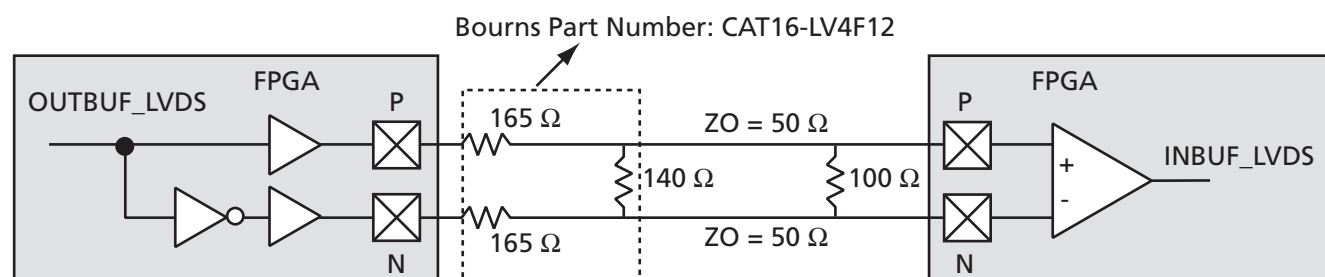 Bourns Part Number: CAT16-LV4F12
FPGA
FPGA
OUTBUF_LVDS
P
165 Ω
ZO = 50 Ω
P
140 Ω
100 Ω
+
-
INBUF_LVDS
N
165 Ω
ZO = 50 Ω
N